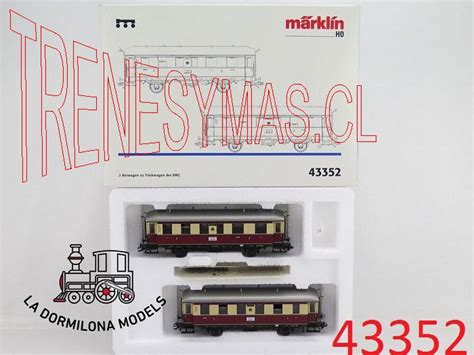 märklin
H0
TRENESYMAS.CL
43352
2 Beiwagen zu Triebwagen der DRG.
LA DORMILONA MODELS
43352